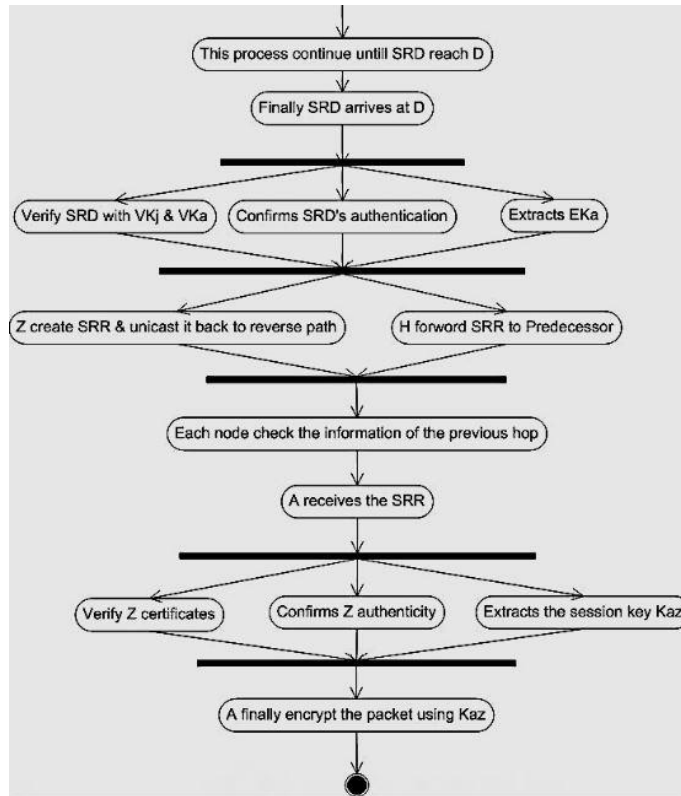 This process continue untill SRD reach D
Finally SRD arrives at D
Verify SRD with VKj & VKa
Confirms SRD's authentication
Extracts EKa
Z create SRR & unicast it back to reverse path
H forword SRR to Predecessor
Each node check the information of the previous hop
A receives the SRR
Verify Z certificates
Confirms Z authenticity
Extracts the session key Kaz
A finally encrypt the packet using Kaz